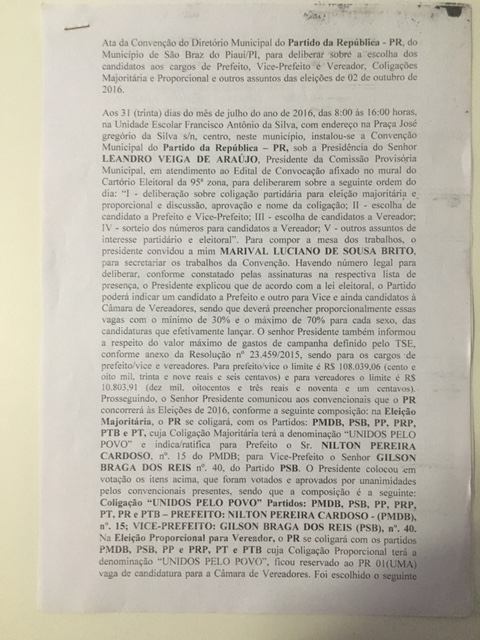 Ata da Convenção do Diretório Municipal do Partido da República - PR, do
Município de São Braz do Piauí/PI, para deliberar sobre a escolha dos
candidatos aos cargos de Prefeito, Vice-Prefeito e Vereador, Coligações
Majoritária e Proporcional e outros assuntos das eleições de 02 de outubro de
2016.
Aos 31 (trinta) dias do mês de julho do ano de 2016, das 8:00 às 16:00 horas,
na Unidade Escolar Francisco Antônio da Silva, com endereço na Praça José
gregório da Silva s/n, centro, neste município, instalou-se a Convenção
Municipal do Partido da República – PR, sob a Presidência do Senhor
LEANDRO VEIGA DE ARAÚJO, Presidente da Comissão Provisória
Municipal, em atendimento ao Edital de Convocação afixado no mural do
Cartório Eleitoral da 95ª zona, para deliberarem sobre a seguinte ordem do
dia: “I - deliberação sobre coligação partidária para eleição majoritária e
proporcional e discussão, aprovação e nome da coligação; II - escolha de
candidato a Prefeito e Vice-Prefeito; III - escolha de candidatos a Vereador;
IV - sorteio dos números para candidatos a Vereador; V - outros assuntos de
interesse partidário e eleitoral”. Para compor a mesa dos trabalhos, o
presidente convidou a mim MARIVAL LUCIANO DE SOUSA BRITO,
para secretariar os trabalhos da Convenção. Havendo número legal para
deliberar, conforme constatado pelas assinaturas na respectiva lista de
presença, o Presidente explicou que de acordo com a lei eleitoral, o Partido
poderá indicar um candidato a Prefeito e outro para Vice e ainda candidatos à
Câmara de Vereadores, sendo que deverá preencher proporcionalmente essas
vagas com o mínimo de 30% e o máximo de 70% para cada sexo, das
candidaturas que efetivamente lançar. O senhor Presidente também informou
a respeito do valor máximo de gastos de campanha definido pelo TSE,
conforme anexo da Resolução nº 23.459/2015, sendo para os cargos de
prefeito/vice e vereadores. Para prefeito/vice o limite é R$ 108.039,06 (cento e
oito mil, trinta e nove reais e seis centavos) e para vereadores o limite é R$
10.803,91 (dez mil, oitocentos e três reais e noventa e um centavos).
Prosseguindo, o Senhor Presidente comunicou aos convencionais que o PR
concorrerá às Eleições de 2016, conforme a seguinte composição: na Eleição
Majoritária, o PR se coligará, com os Partidos: PMDB, PSB, PP, PRP,
PTB e PT, cuja Coligação Majoritária terá a denominação “UNIDOS PELO
POVO” e indica/ratifica para Prefeito o Sr. NILTON PEREIRA
CARDOSO, nº. 15 do PMDB; para Vice-Prefeito o Senhor GILSON
BRAGA DOS REIS nº. 40, do Partido PSB. O Presidente colocou em
votação os itens acima, que foram votados e aprovados por unanimidades
pelos convencionais presentes, sendo que a composição é a seguinte:
Coligação “UNIDOS PELO POVO” Partidos: PMDB, PSB, PP, PRP,
PT, PR e PTB – PREFEITO: NILTON PEREIRA CARDOSO - (PMDB),
nº. 15; VICE-PREFEITO: GILSON BRAGA DOS REIS (PSB), nº. 40.
Na Eleição Proporcional para Verendor, o PR se coligará com os partidos
PMDB, PSB, PP e PRP, PT e PTB cuja Coligação Proporcional terá a
denominação “UNIDOS PELO POVO”, ficou reservado ao PR 01(UMA)
vaga de candidatura para a Câmara de Vereadores. Foi escolhido o seguinte